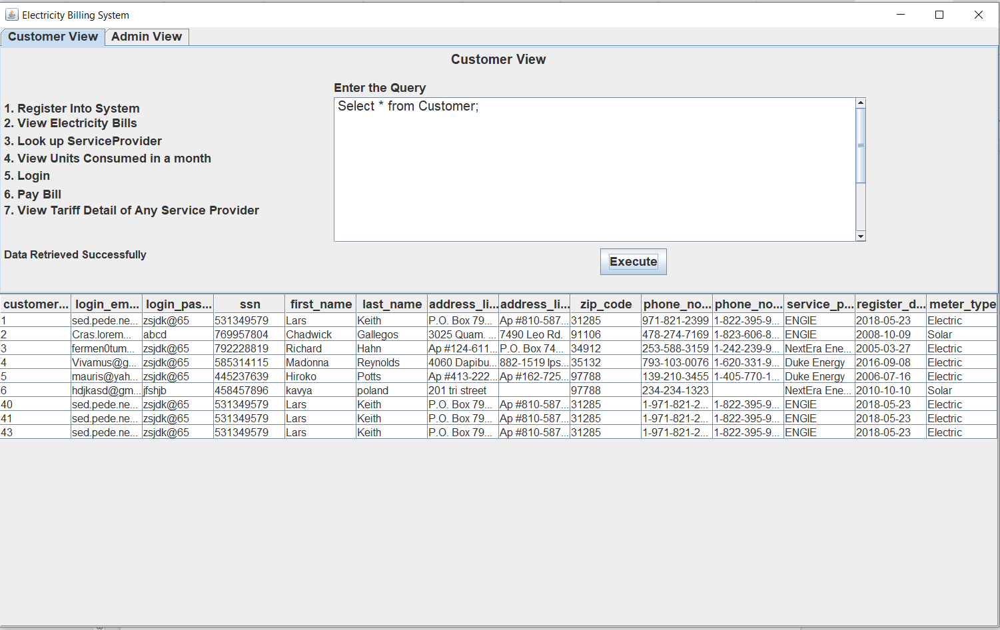 Electricity Billing System
Customer View Admin View
Customer View
Enter the Query
Select * from Customer;
1. Register Into System
2. View Electricity Bills
3. Look up ServiceProvider
4. View Units Consumed in a month
5. Login
6. Pay Bill
7. View Tariff Detail of Any Service Provider
Data Retrieved Successfully
Execute
customer... login_em... login_pas... ssn first_name last_name address_li... address_li... zip_code phone_no... phone_no... service_p... register_d... meter_type
1 sed.pede.ne... zsjdk@65 531349579 Lars Keith P.O. Box 79... Ap #810-587... 31285 971-821-2399 1-822-395-9... ENGIE 2018-05-23 Electric
2 Cras.lorem... abcd 769957804 Chadwick Gallegos 3025 Quam. ... 7490 Leo Rd. 91106 478-274-7169 1-823-606-8... ENGIE 2008-10-09 Solar
3 fermen0tum... zsjdk@65 792228819 Richard Hahn Ap #124-611... P.O. Box 74... 34912 253-588-3159 1-242-239-9... NextEra Ene... 2005-03-27 Electric
4 Vivamus@g... zsjdk@65 585314115 Madonna Reynolds 4060 Dapibu... 882-1519 Ips... 35132 793-103-0076 1-620-331-9... Duke Energy 2016-09-08 Electric
5 mauris@yah... zsjdk@65 445237639 Hiroko Potts Ap #413-222... Ap #162-725... 97788 139-210-3455 1-405-770-1... Duke Energy 2006-07-16 Electric
6 hdjkasd@gm... jfshjb 458457896 kavya poland 201 tri street 97788 234-234-1323 NextEra Ene... 2010-10-10 Solar
40 sed.pede.ne... zsjdk@65 531349579 Lars Keith P.O. Box 79... Ap #810-587... 31285 1-971-821-2... 1-822-395-9... ENGIE 2018-05-23 Electric
41 sed.pede.ne... zsjdk@65 531349579 Lars Keith P.O. Box 79... Ap #810-587... 31285 1-971-821-2... 1-822-395-9... ENGIE 2018-05-23 Electric
43 sed.pede.ne... zsjdk@65 531349579 Lars Keith P.O. Box 79... Ap #810-587... 31285 1-971-821-2... 1-822-395-9... ENGIE 2018-05-23 Electric